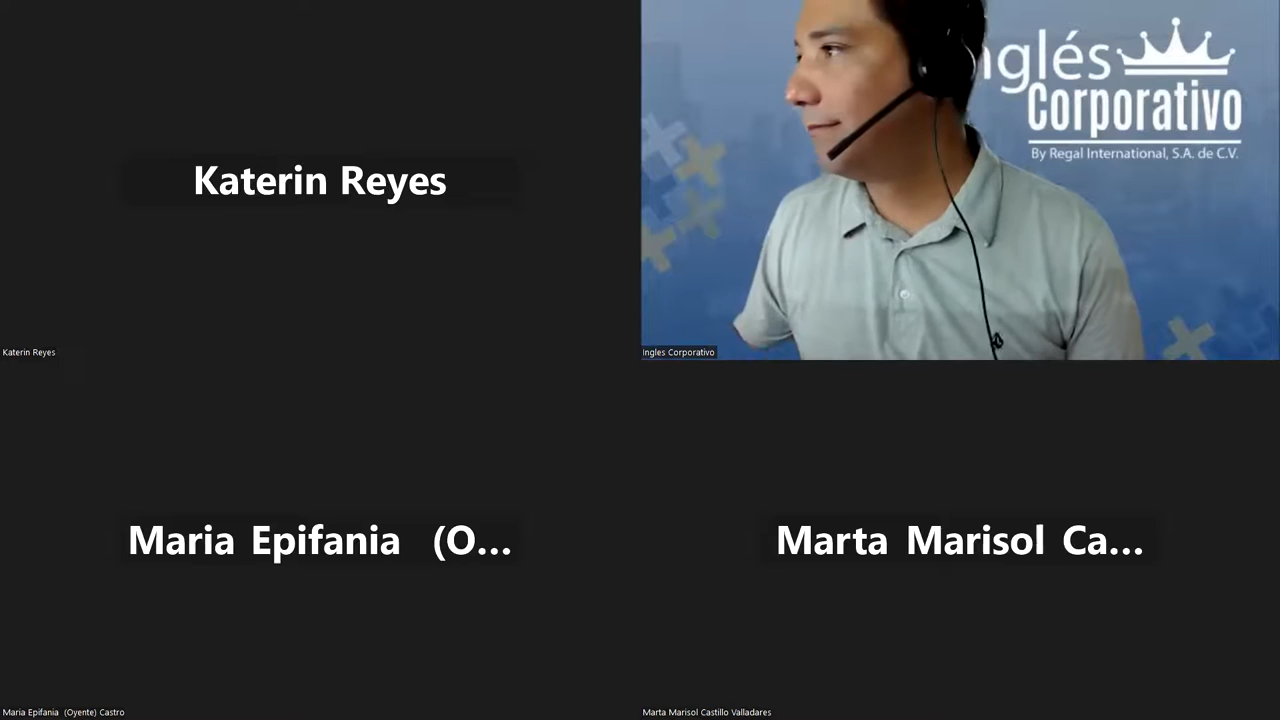 Katerin Reyes
Katerin Reyes
nglés
Corporativo
By Regal International, S.A. de C.V.
Ingles Corporativo
Maria Epifania (O...
Maria Epifania (Oyente) Castro
Marta Marisol Ca...
Marta Marisol Castillo Valladares